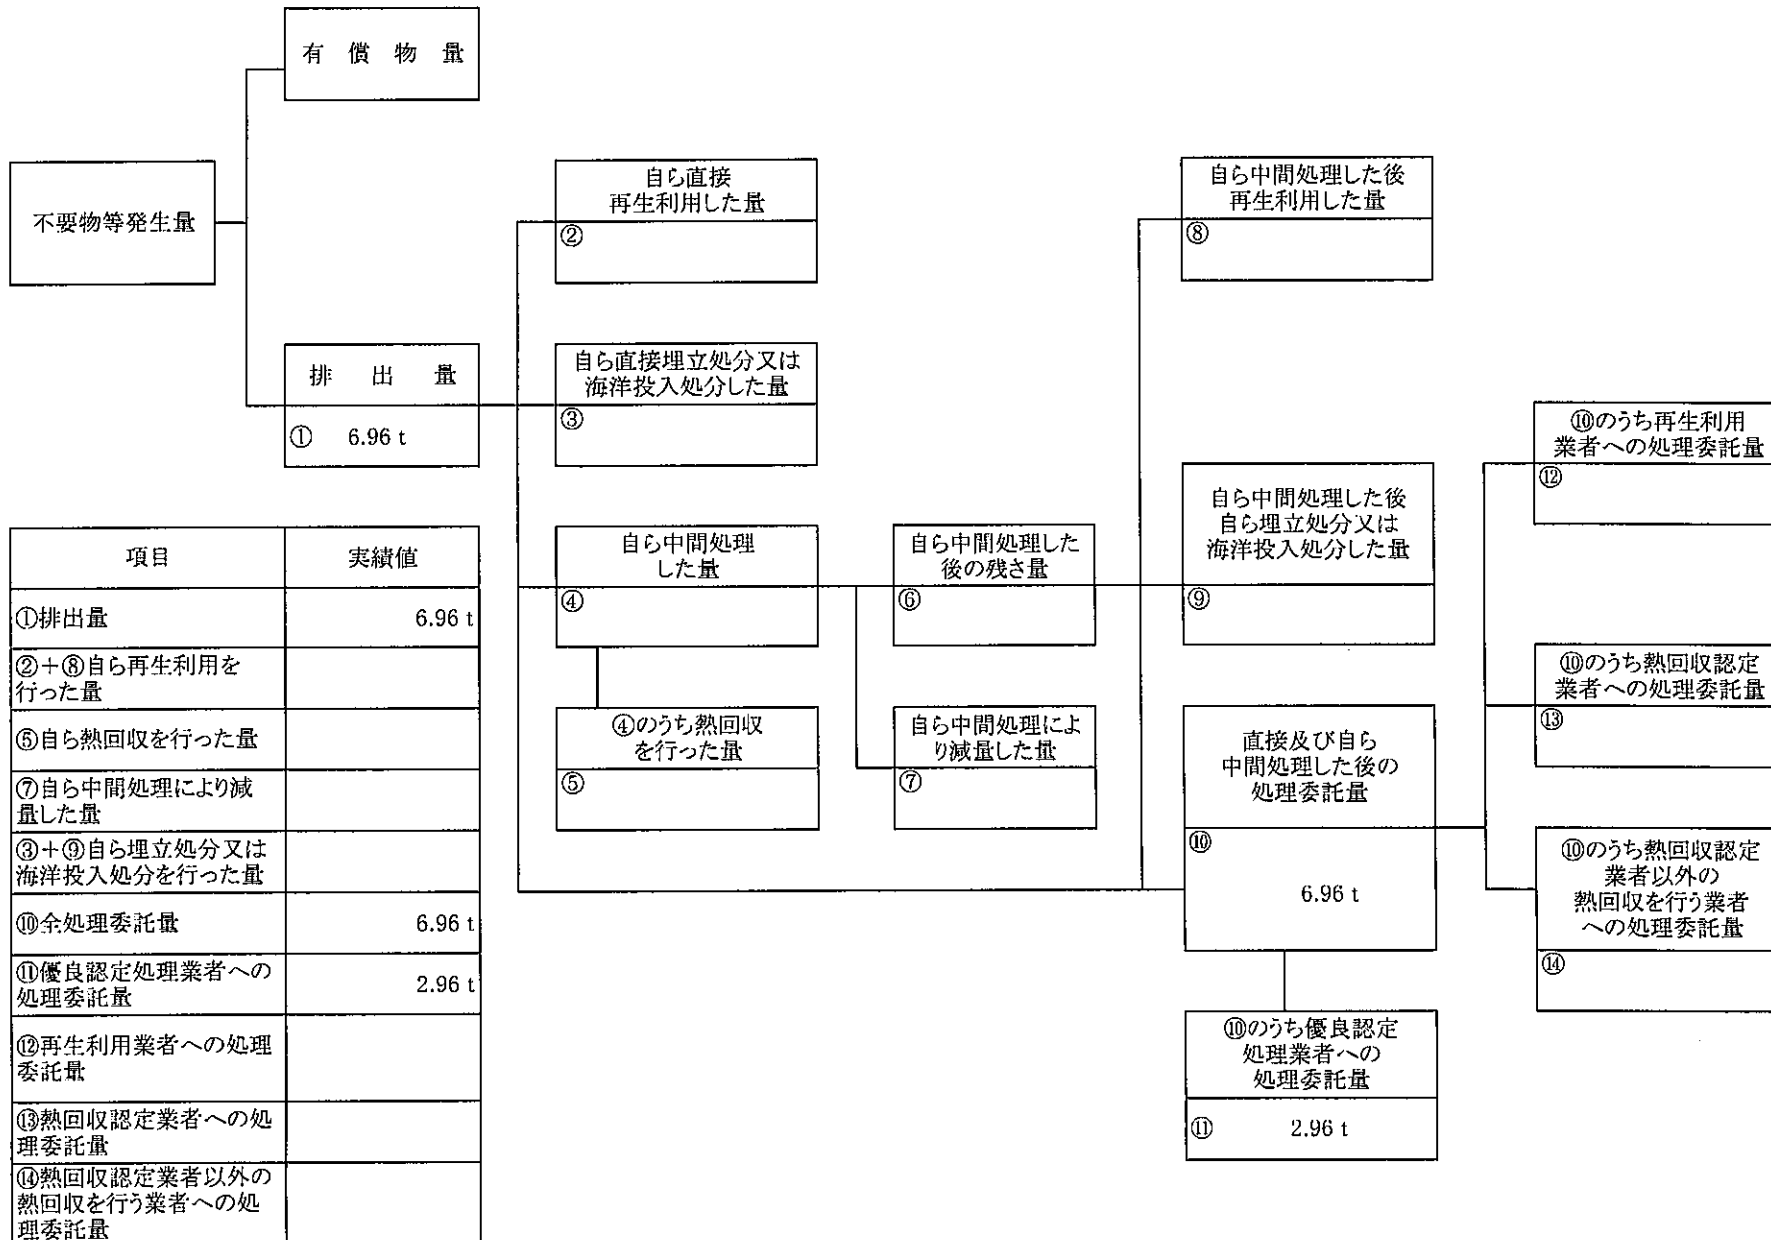 有償物量
不要物等発生量
排出量
① 6.96 t
自ら直接
再生利用した量
②
自ら直接埋立処分又は
海洋投入処分した量
③
自ら中間処理
した量
④
④のうち熱回収
を行った量
⑤
自ら中間処理した
後の残さ量
⑥
自ら中間処理によ
り減量した量
⑦
自ら中間処理した後
再生利用した量
⑧
自ら中間処理した後
自ら埋立処分又は
海洋投入処分した量
⑨
直接及び自ら
中間処理した後の
処理委託量
⑩
6.96 t
⑩のうち優良認定
処理業者への
処理委託量
⑪ 2.96 t
⑩のうち再生利用
業者への処理委託量
⑫
⑩のうち熱回収認定
業者への処理委託量
⑬
⑩のうち熱回収認定
業者以外の
熱回収を行う業者
への処理委託量
⑭
項目 実績値
①排出量 6.96 t
②+⑧自ら再生利用を
行った量
⑤自ら熱回収を行った量
⑦自ら中間処理により減
量した量
③+⑨自ら埋立処分又は
海洋投入処分を行った量
⑩全処理委託量 6.96 t
⑪優良認定処理業者への
処理委託量 2.96 t
⑫再生利用業者への処理
委託量
⑬熱回収認定業者への処
理委託量
⑭熱回収認定業者以外の
熱回収を行う業者への処
理委託量